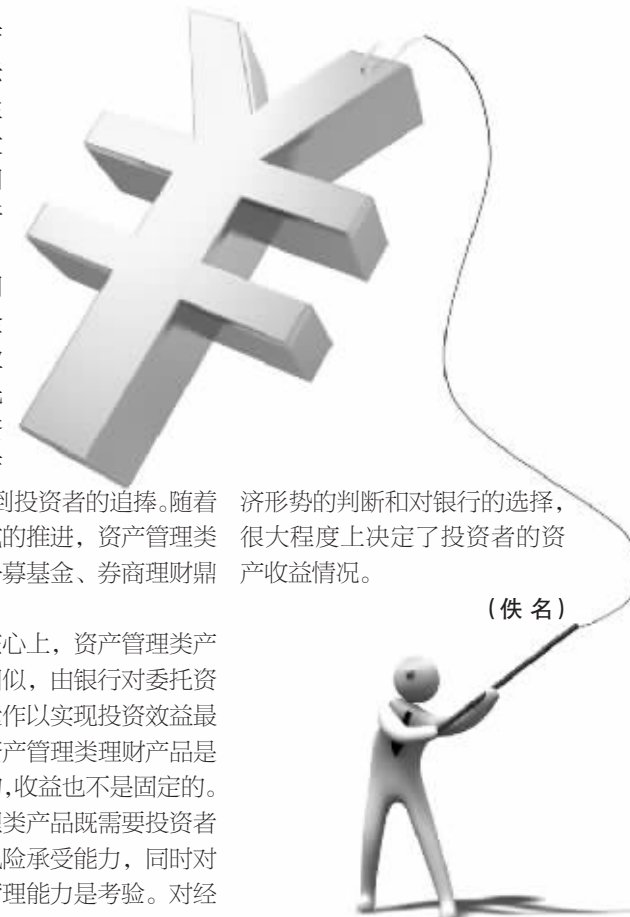 到投资者的追捧。随着
的推进，资产管理类
募基金、券商理财鼎
心上，资产管理类产
似，由银行对委托资
作以实现投资效益最
产管理类理财产品是
,收益也不是固定的。
类产品既需要投资者
险承受能力，同时对
理能力是考验。对经
济形势的判断和对银行的选择，
很大程度上决定了投资者的资
产收益情况。
(佚 名)